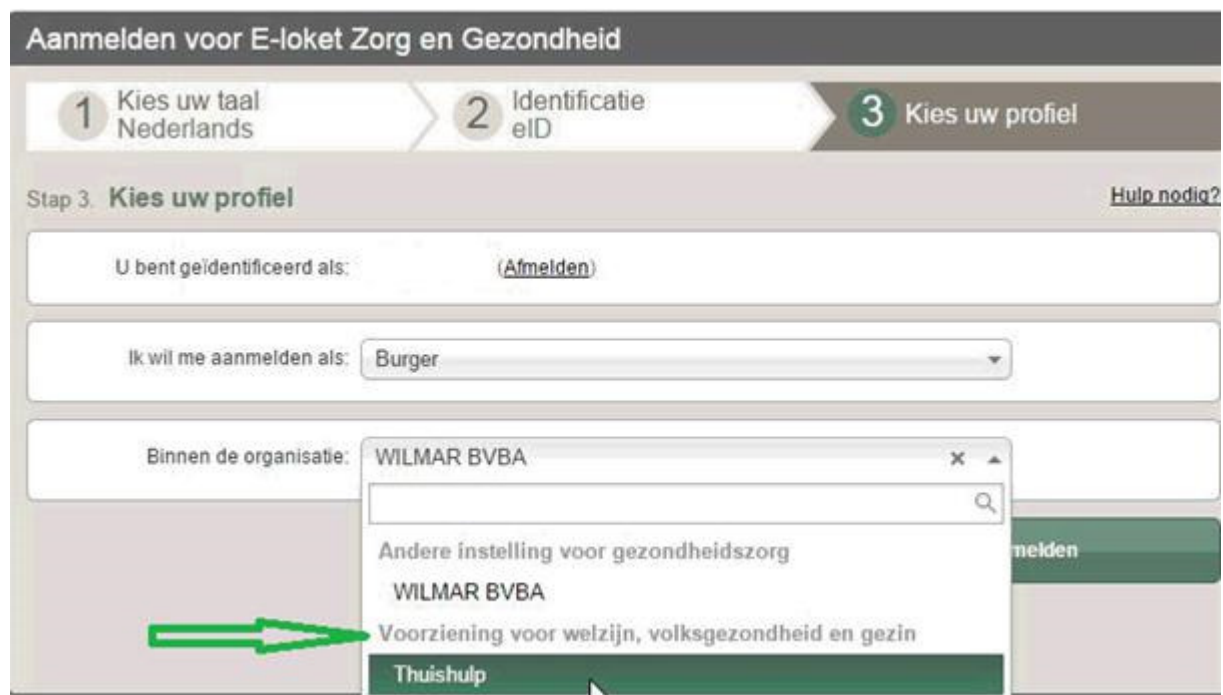 Aanmelden voor E-loket Zorg en Gezondheid
1 Kies uw taal
Nederlands
2 Identificatie
eID
3 Kies uw profiel
Stap 3. Kies uw profiel
Hulp nodig?
U bent geïdentificeerd als: (Afmelden)
Ik wil me aanmelden als: Burger
Binnen de organisatie: WILMAR BVBA
Andere instelling voor gezondheidszorg
melden
WILMAR BVBA
Voorziening voor welzijn, volksgezondheid en gezin
Thuishulp